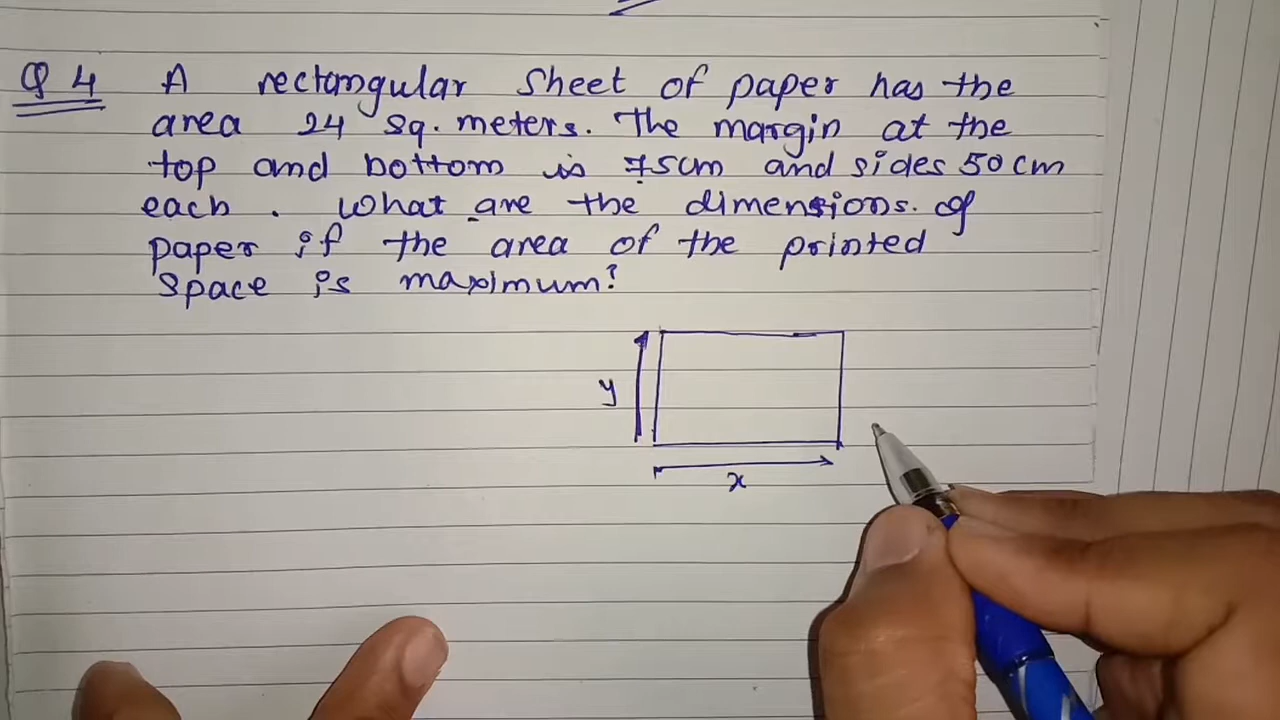 Q 4 A rectangular sheet of paper has the
area 24 sq. meters. The margin at the
top and bottom is 75cm and sides 50cm
each. What are the dimensions. of
paper if the area of the printed
space is maximum?
y
x